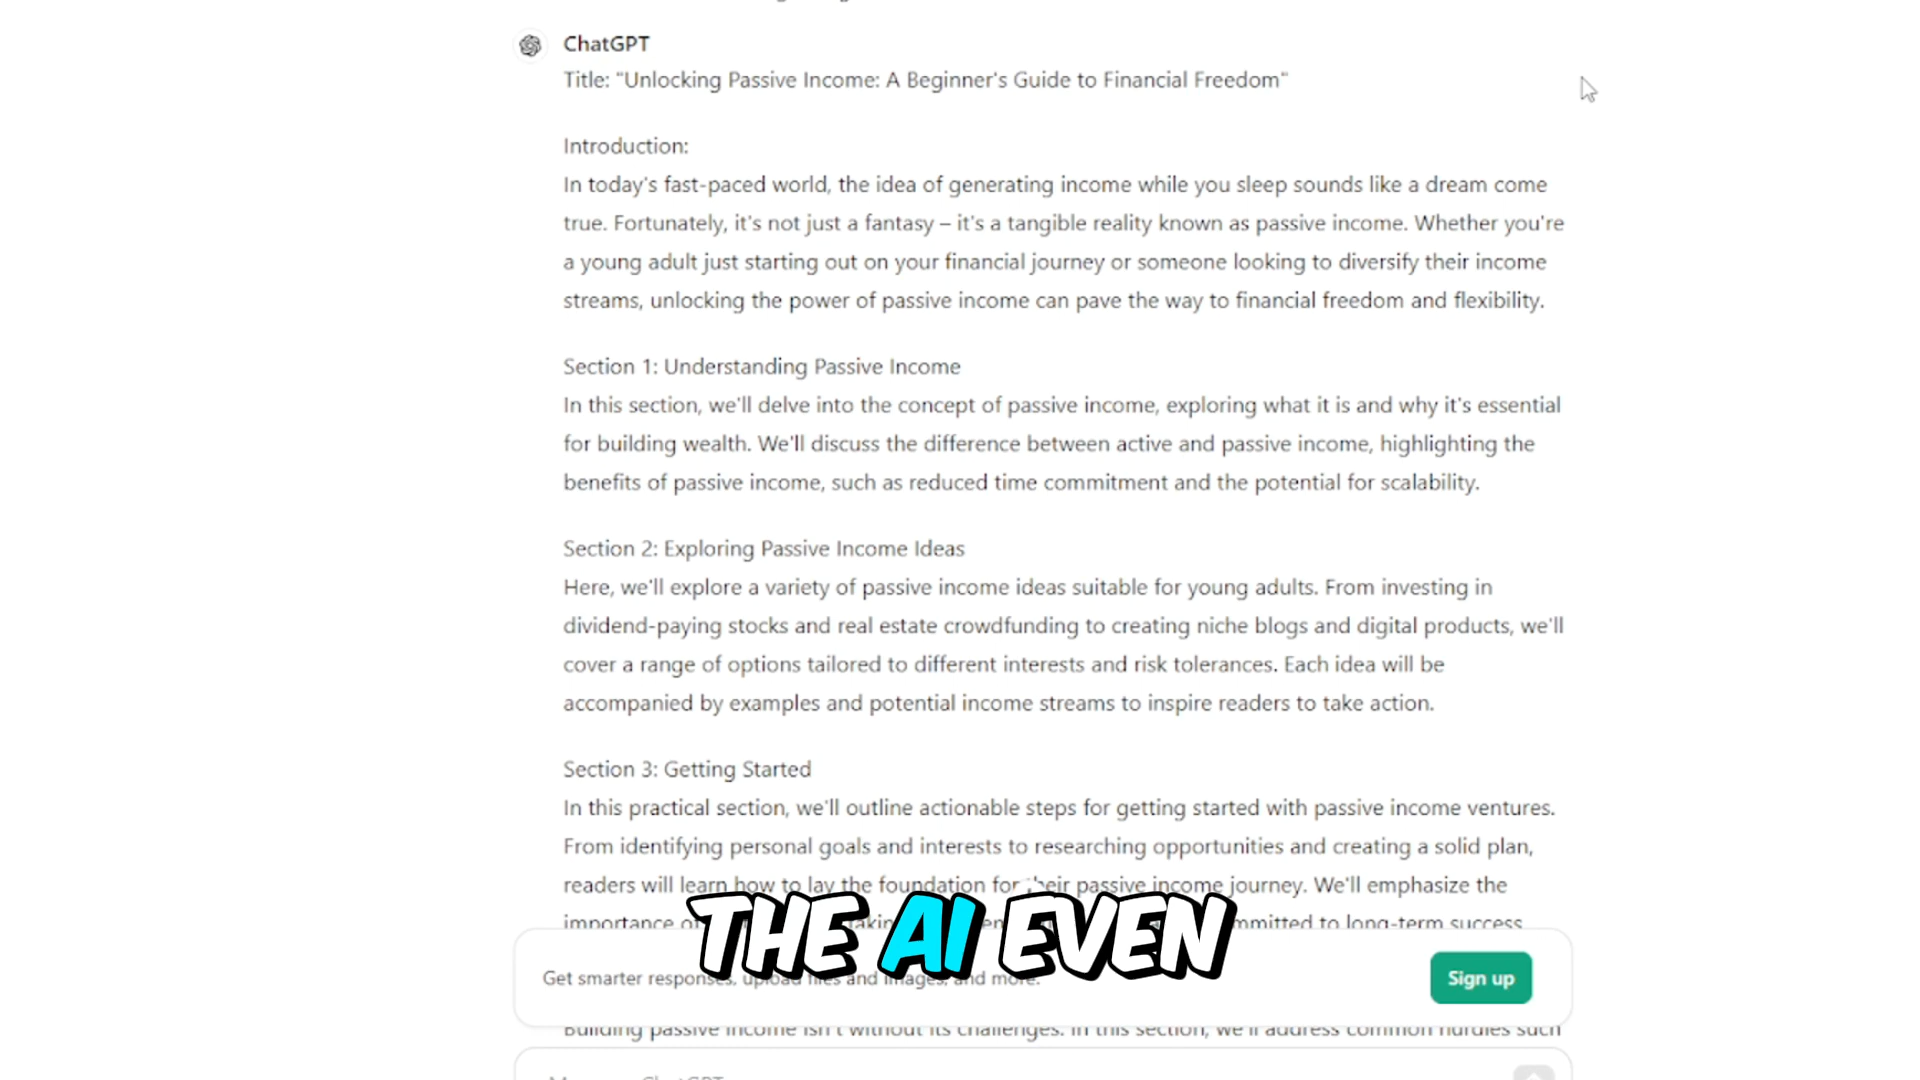 ChatGPT
Title: "Unlocking Passive Income: A Beginner's Guide to Financial Freedom"
Introduction:
In today's fast-paced world, the idea of generating income while you sleep sounds like a dream come
true. Fortunately, it's not just a fantasy – it's a tangible reality known as passive income. Whether you're
a young adult just starting out on your financial journey or someone looking to diversify their income
streams, unlocking the power of passive income can pave the way to financial freedom and flexibility.
Section 1: Understanding Passive Income
In this section, we'll delve into the concept of passive income, exploring what it is and why it's essential
for building wealth. We'll discuss the difference between active and passive income, highlighting the
benefits of passive income, such as reduced time commitment and the potential for scalability.
Section 2: Exploring Passive Income Ideas
Here, we'll explore a variety of passive income ideas suitable for young adults. From investing in
dividend-paying stocks and real estate crowdfunding to creating niche blogs and digital products, we'll
cover a range of options tailored to different interests and risk tolerances. Each idea will be
accompanied by examples and potential income streams to inspire readers to take action.
Section 3: Getting Started
In this practical section, we'll outline actionable steps for getting started with passive income ventures.
From identifying personal goals and interests to researching opportunities and creating a solid plan,
readers will learn how to lay the foundation for their passive income journey. We'll emphasize the
importance to long-term success
THE AI EVEN
Get smarter responses, upload files and images, and more.
Sign up
Building passive income isn't without its challenges. In this section, we'll address common hurdles such